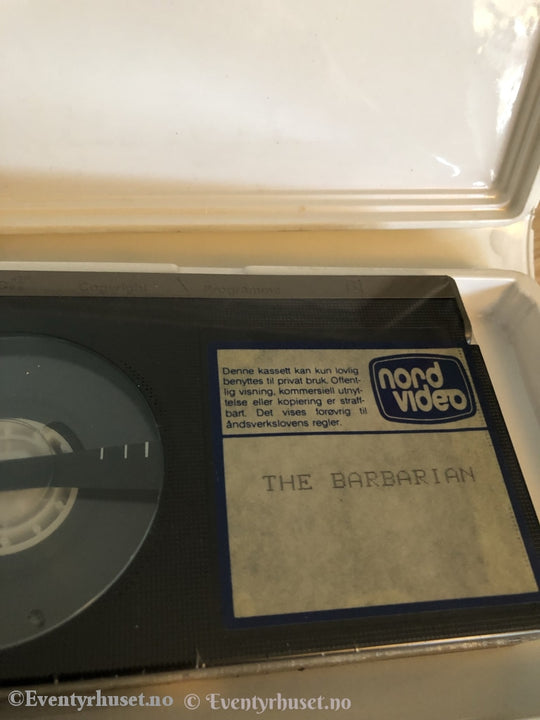 Copyright
Programme
Denne kassett kan kun lovlig
benyttes til privat bruk. Offent-
lig visning, kommersiell utnyt-
telse eller kopiering er straff-
bart. Det vises forøvrig til
åndsverkslovens regler.
nord
video
THE BARBARIAN
©Eventyrhuset.no © Eventyrhuset.no